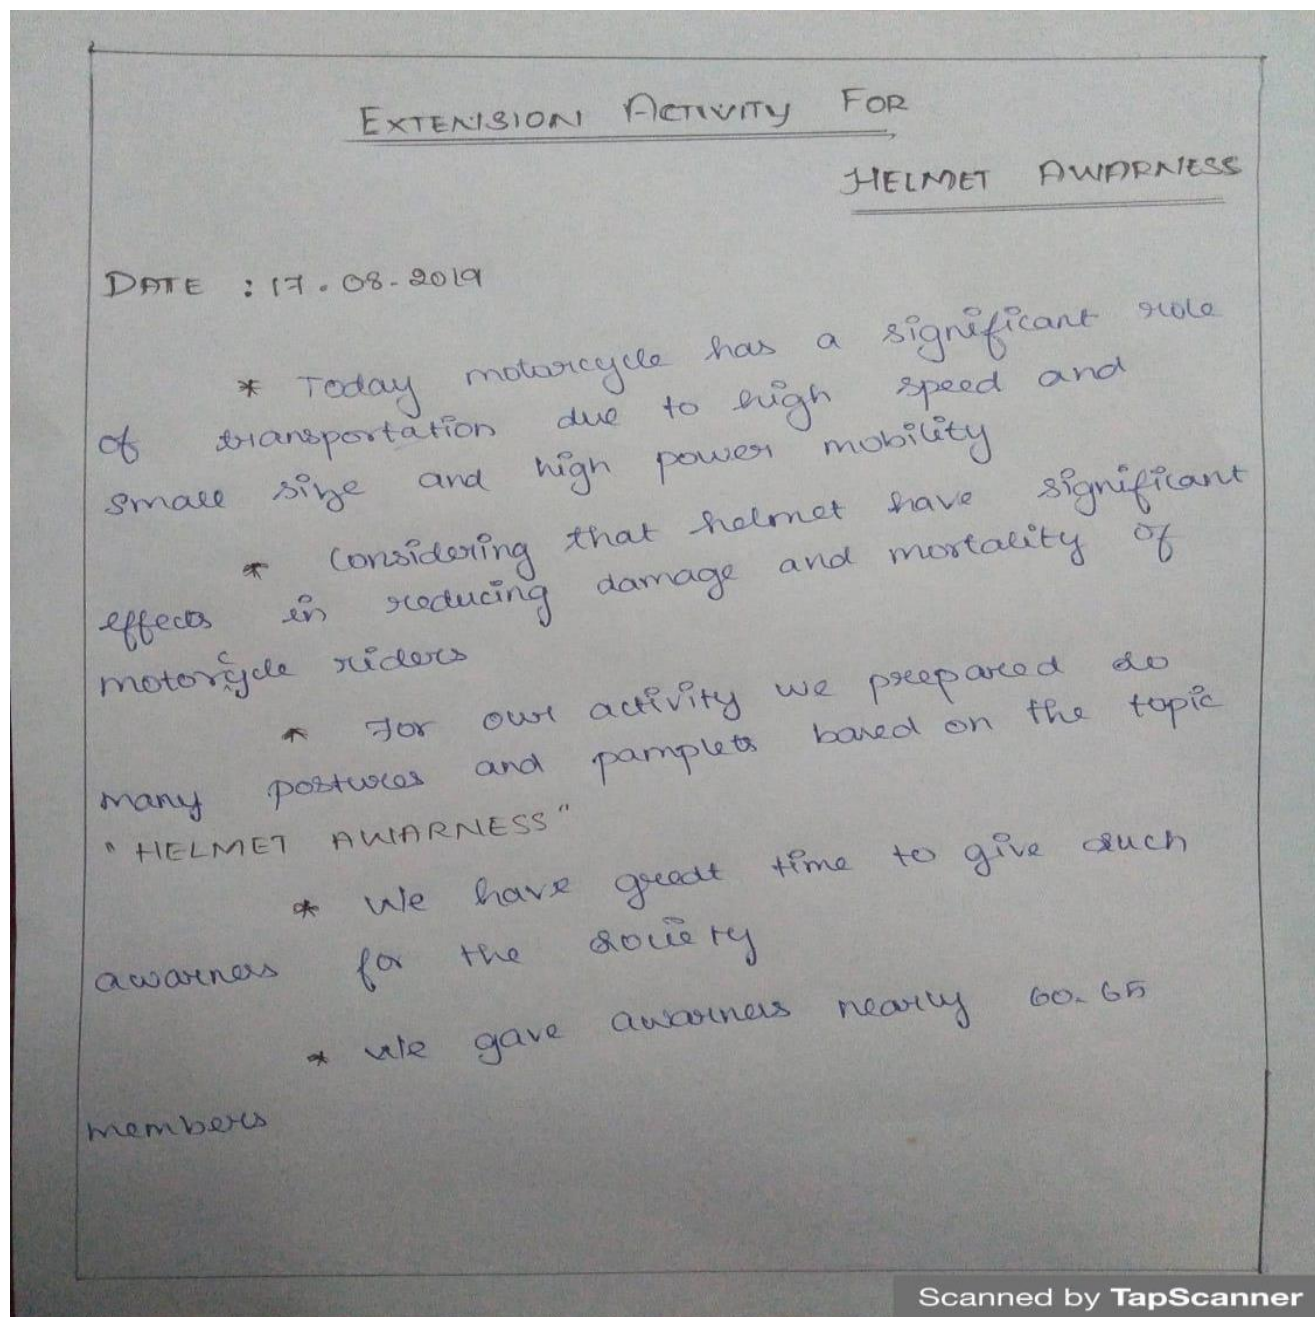 EXTENSION ACTIVITY FOR
HELMET AWARNESS
DATE : 17.08-2019
* Today motorcycle has a significant role
of transportation due to high speed and
small size and high power mobility
* Considering that helmet have significant
effects in reducing damage and mortality of
motorcycle riders
* For our activity we prepared so
many postures and pamplets based on the topic
"HELMET AWARNESS"
* We have great time to give such
awarness for the society
* We gave awarness nearly 60-65
members
Scanned by TapScanner